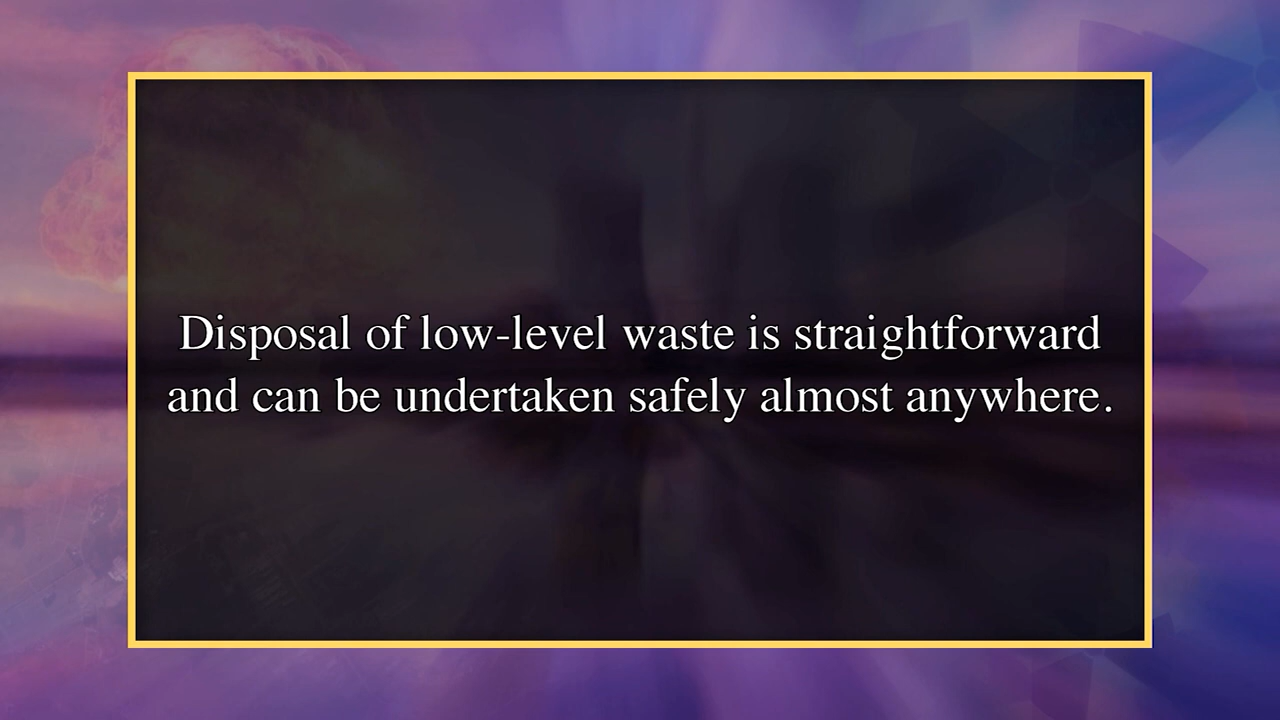 Disposal of low-level waste is straightforward
and can be undertaken safely almost anywhere.